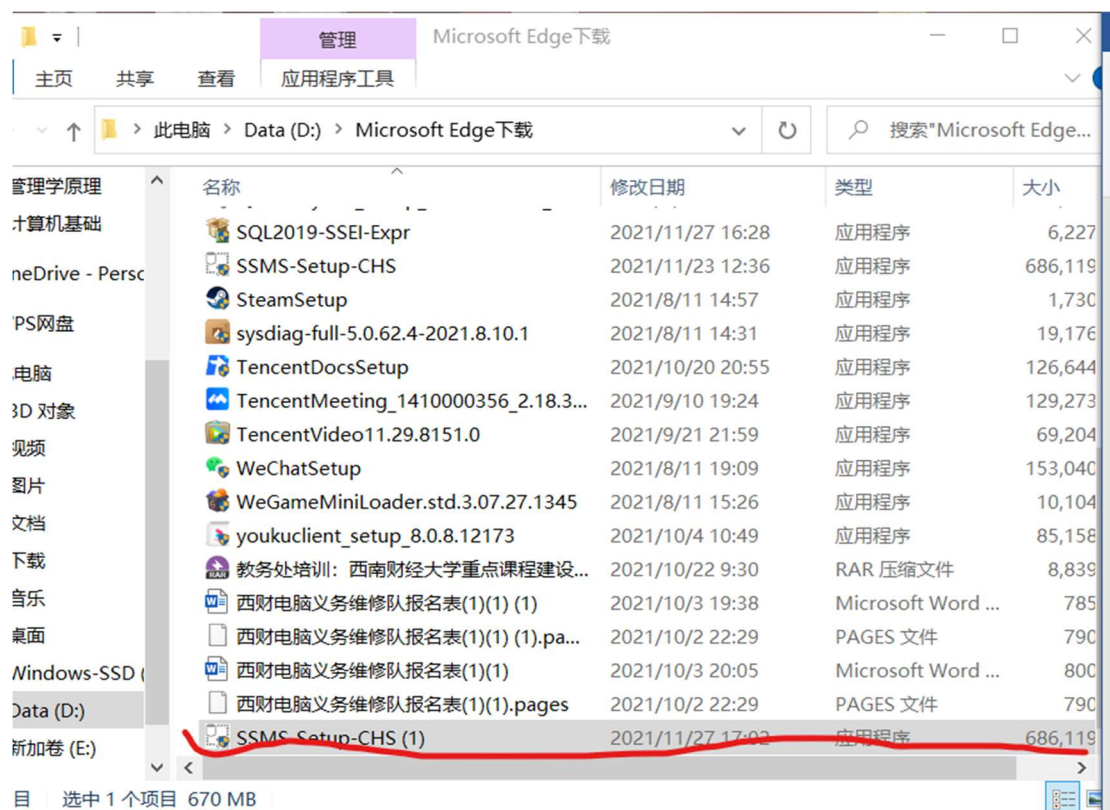 管理 Microsoft Edge下载
主页 共享 查看 应用程序工具
此电脑 > Data (D:) > Microsoft Edge下载 搜索"Microsoft Edge...
管理学原理
计算机基础
neDrive - Persc
PS网盘
电脑
3D 对象
视频
图片
文档
下载
音乐
桌面
Windows-SSD (
Data (D:)
新加卷 (E:)
名称 修改日期 类型 大小
SQL2019-SSEI-Expr 2021/11/27 16:28 应用程序 6,227
SSMS-Setup-CHS 2021/11/23 12:36 应用程序 686,119
SteamSetup 2021/8/11 14:57 应用程序 1,730
sysdiag-full-5.0.62.4-2021.8.10.1 2021/8/11 14:31 应用程序 19,176
TencentDocsSetup 2021/10/20 20:55 应用程序 126,644
TencentMeeting_1410000356_2.18.3... 2021/9/10 19:24 应用程序 129,273
TencentVideo11.29.8151.0 2021/9/21 21:59 应用程序 69,204
WeChatSetup 2021/8/11 19:09 应用程序 153,040
WeGameMiniLoader.std.3.07.27.1345 2021/8/11 15:26 应用程序 10,104
youkuclient_setup_8.0.8.12173 2021/10/4 10:49 应用程序 85,158
教务处培训：西南财经大学重点课程建设... 2021/10/22 9:30 RAR 压缩文件 8,839
西财电脑义务维修队报名表(1)(1) (1) 2021/10/3 19:38 Microsoft Word ... 785
西财电脑义务维修队报名表(1)(1) (1).pa... 2021/10/2 22:29 PAGES 文件 790
西财电脑义务维修队报名表(1)(1) 2021/10/3 20:05 Microsoft Word ... 800
西财电脑义务维修队报名表(1)(1).pages 2021/10/2 22:29 PAGES 文件 790
SSMS-Setup-CHS (1) 2021/11/27 17:02 应用程序 686,119
目 选中 1 个项目 670 MB